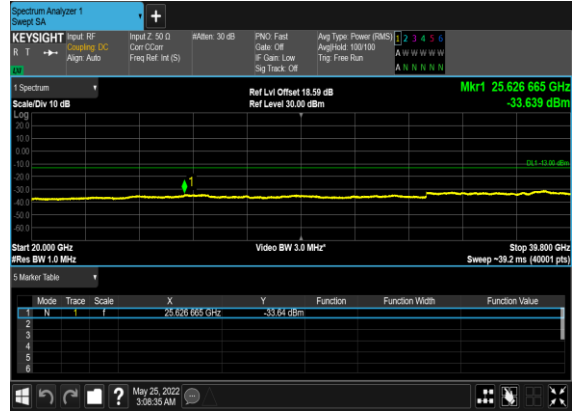 Spectrum Analyzer 1
Swept SA
+
KEYSIGHT Input: RF Input Z: 50 Ω #Atten: 30 dB PNO: Fast Avg Type: Power (RMS) 1 2 3 4 5 6
R T Coupling: DC Corr CCorr Gate: Off Avg|Hold: 100/100 A W W W W W
Align: Auto Freq Ref: Int (S) IF Gain: Low Trig: Free Run
Sig Track: Off A N N N N N
LW
1 Spectrum
Ref Lvl Offset 18.59 dB Mkr1 25.626 665 GHz
Scale/Div 10 dB Ref Level 30.00 dBm -33.639 dBm
Log
20.0
10.0
0.00
-10.0
DL1 -13.00 dBm
-20.0
1
-30.0
-40.0
-50.0
-60.0
Start 20.000 GHz Video BW 3.0 MHz* Stop 39.800 GHz
#Res BW 1.0 MHz Sweep ~39.2 ms (40001 pts)
5 Marker Table
Mode Trace Scale X Y Function Function Width Function Value
1 N 1 f 25.626 665 GHz -33.64 dBm
2
3
4
5
6
? May 25, 2022
3:08:35 AM